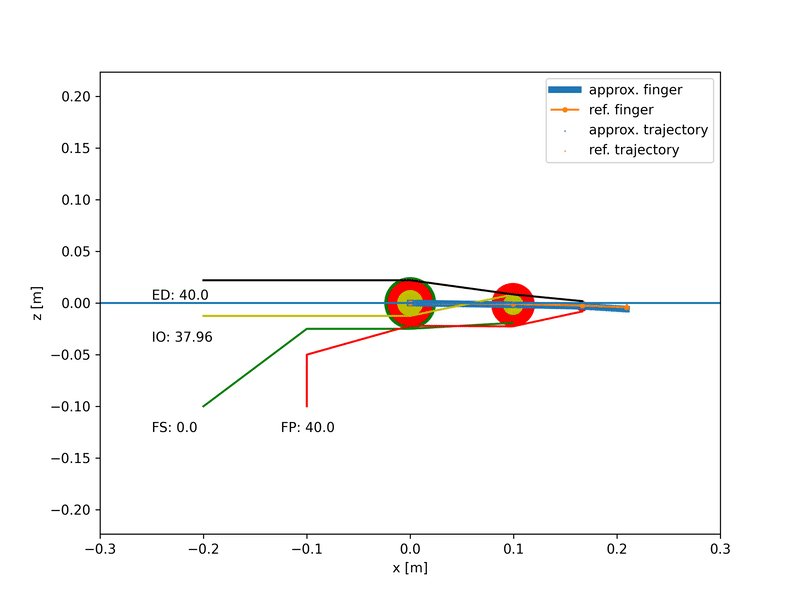 approx. finger
ref. finger
approx. trajectory
ref. trajectory
0.20
0.15
0.10
0.05
0.00
−0.05
−0.10
−0.15
−0.20
z [m]
ED: 40.0
IO: 37.96
FS: 0.0
FP: 40.0
−0.3
−0.2
−0.1
0.0
0.1
0.2
0.3
x [m]